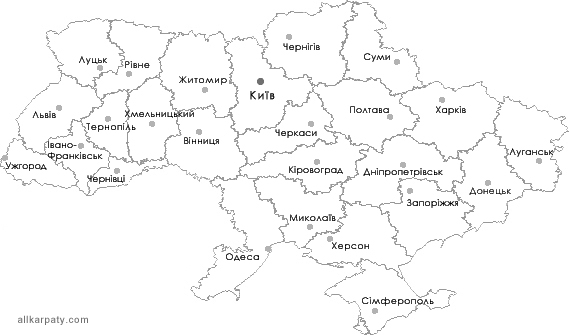 Чернігів
Луцьк
Рівне
Суми
Житомир
Київ
Львів
Тернопіль
Хмельницький
Полтава
Харків
Черкаси
Вінниця
Івано-
Франківськ
Ужгород
Чернівці
Кіровоград
Дніпропетрівськ
Луганськ
Донецьк
Запоріжжя
Миколаїв
Херсон
Одеса
Сімферополь
allkarpaty.com